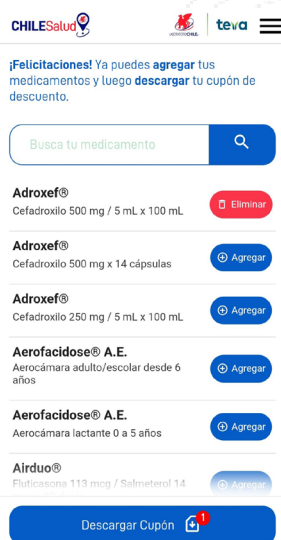 CHILESalud
LABORATORIO CHILE
teva
¡Felicitaciones! Ya puedes agregar tus
medicamentos y luego descargar tu cupón de
descuento.
Busca tu medicamento
Adroxef®
Cefadroxilo 500 mg / 5 mL x 100 mL
Eliminar
Adroxef®
Cefadroxilo 500 mg x 14 cápsulas
Agregar
Adroxef®
Cefadroxilo 250 mg / 5 mL x 100 mL
Agregar
Aerofacidose® A.E.
Aerocámara adulto/escolar desde 6
años
Agregar
Aerofacidose® A.E.
Aerocámara lactante 0 a 5 años
Agregar
Airduo®
Fluticasona 113 mcg / Salmeterol 14
Agregar
Descargar Cupón
1